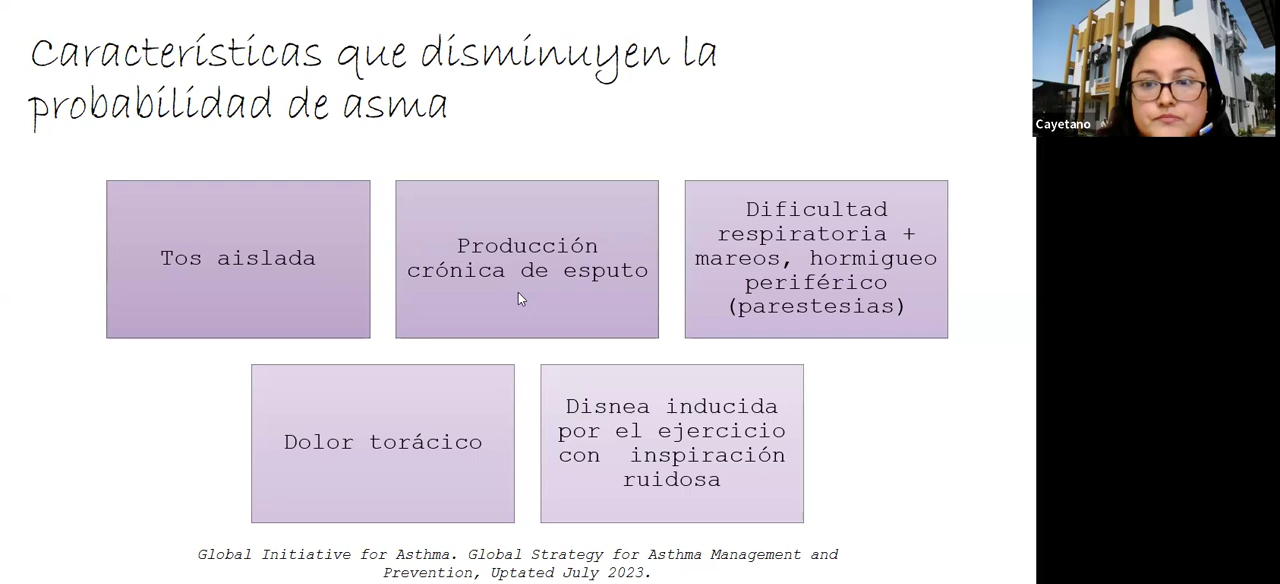 Características que disminuyen la
probabilidad de asma
Cayetano
Tos aislada
Producción
crónica de esputo
Dificultad
respiratoria +
mareos, hormigueo
periférico
(parestesias)
Dolor torácico
Disnea inducida
por el ejercicio
con inspiración
ruidosa
Global Initiative for Asthma. Global Strategy for Asthma Management and
Prevention, Uptated July 2023.